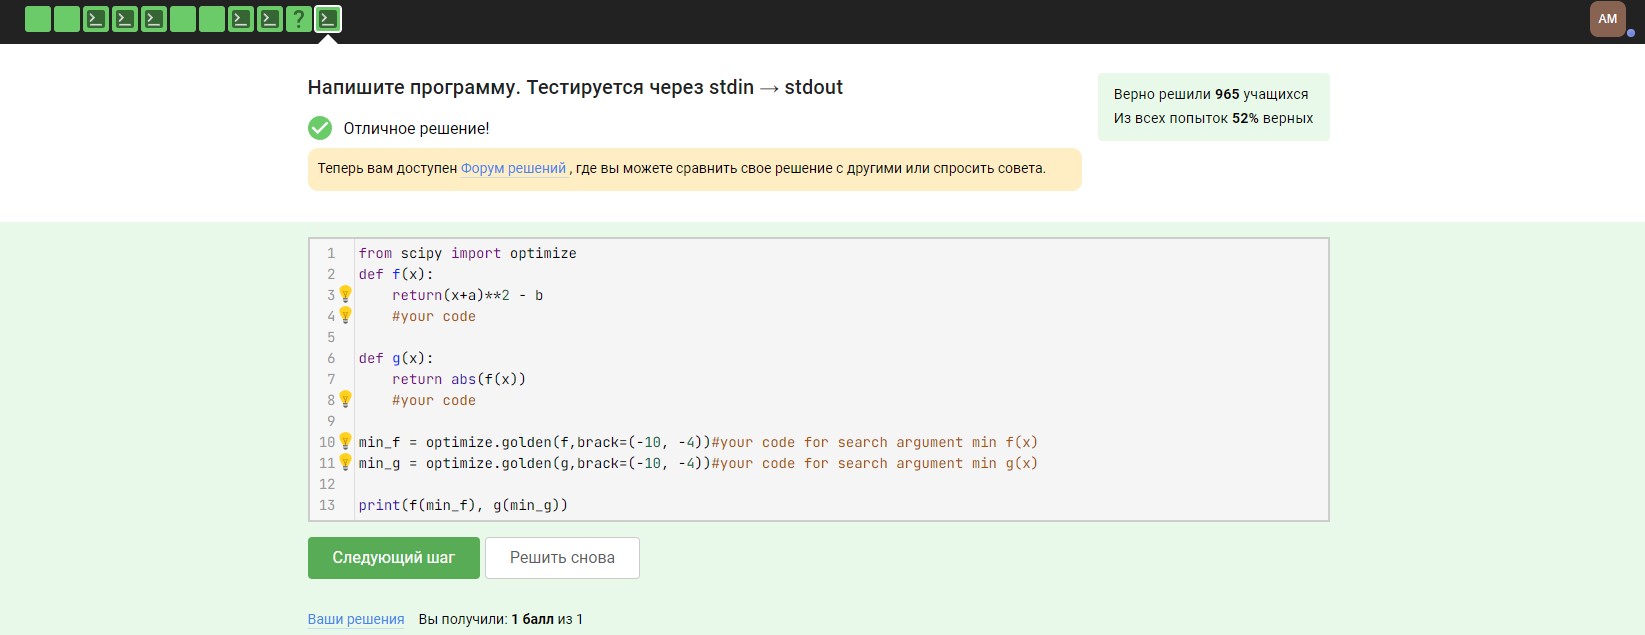 ?
AM
Напишите программу. Тестируется через stdin → stdout
Верно решили 965 учащихся
Из всех попыток 52% верных
Отличное решение!
Теперь вам доступен Форум решений , где вы можете сравнить свое решение с другими или спросить совета.
1 from scipy import optimize
2 def f(x):
3     return(x+a)**2 - b
4     #your code
5
6 def g(x):
7     return abs(f(x))
8     #your code
9
10 min_f = optimize.golden(f,brack=(-10, -4))#your code for search argument min f(x)
11 min_g = optimize.golden(g,brack=(-10, -4))#your code for search argument min g(x)
12
13 print(f(min_f), g(min_g))
Следующий шаг Решить снова
Ваши решения Вы получили: 1 балл из 1